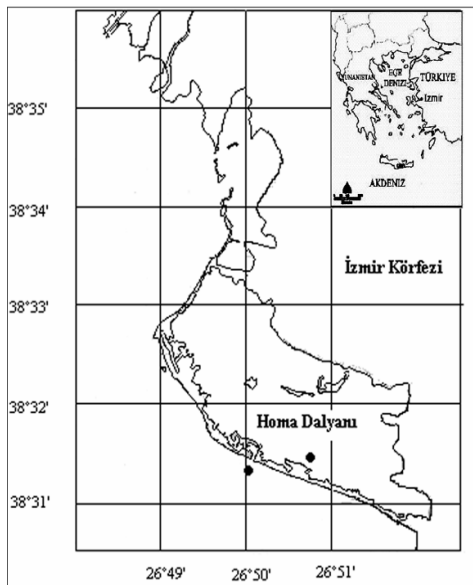 YUNANİSTAN
EGE
DENİZİ
TÜRKİYE
İzmir
AKDENİZ
38°35'
38°34'
38°33'
38°32'
38°31'
İzmir Körfezi
Homa Dalyanı
26°49'
26°50'
26°51'